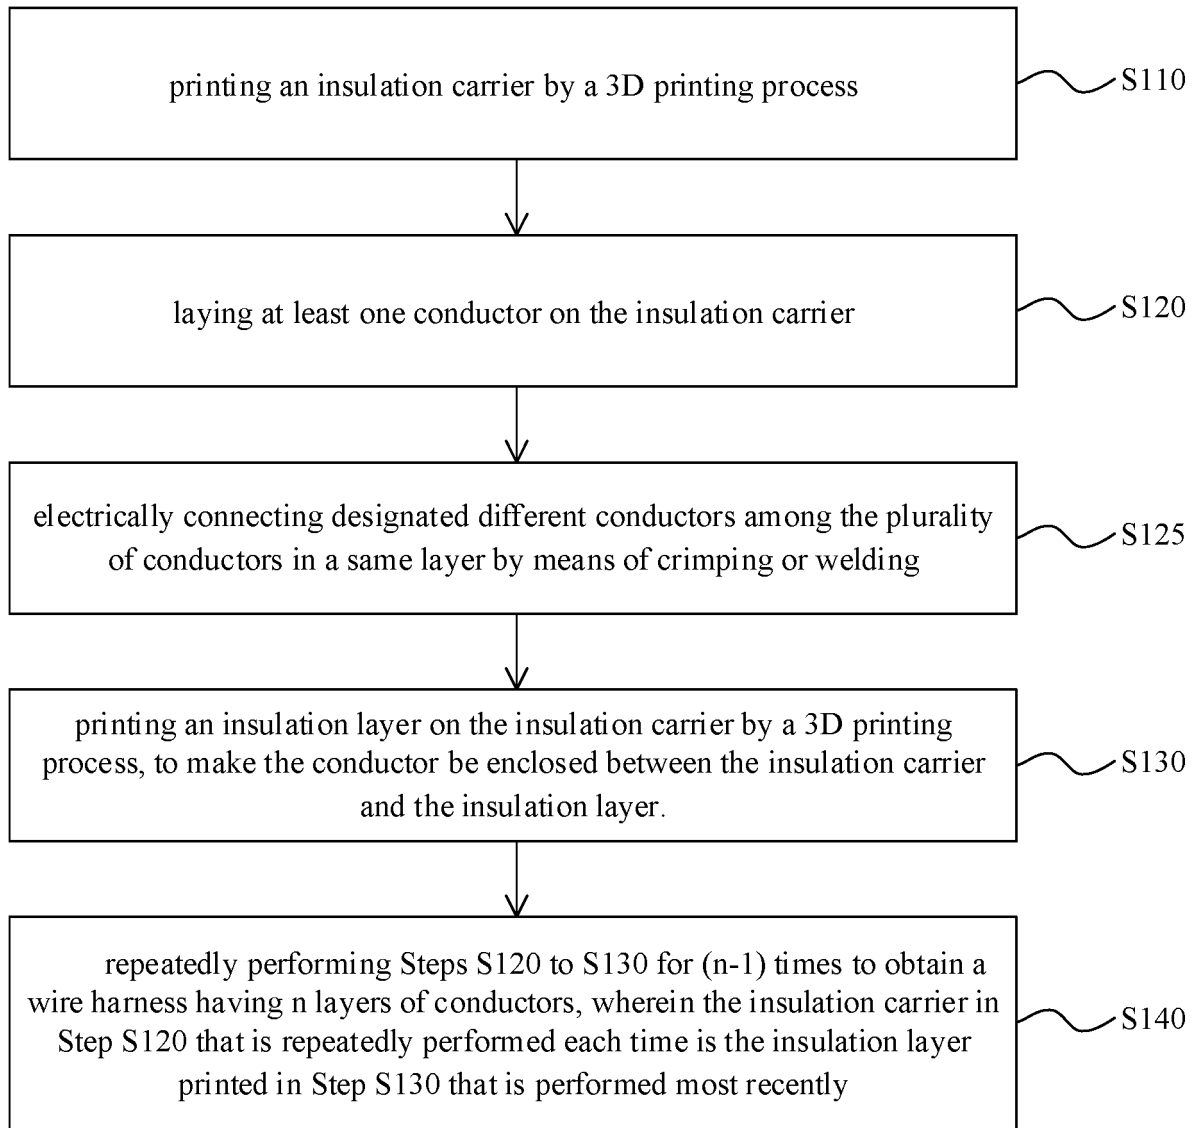 printing an insulation carrier by a 3D printing process
S110
laying at least one conductor on the insulation carrier
S120
electrically connecting designated different conductors among the plurality
of conductors in a same layer by means of crimping or welding
S125
printing an insulation layer on the insulation carrier by a 3D printing
process, to make the conductor be enclosed between the insulation carrier
and the insulation layer.
S130
repeatedly performing Steps S120 to S130 for (n-1) times to obtain a
wire harness having n layers of conductors, wherein the insulation carrier in
Step S120 that is repeatedly performed each time is the insulation layer
printed in Step S130 that is performed most recently
S140